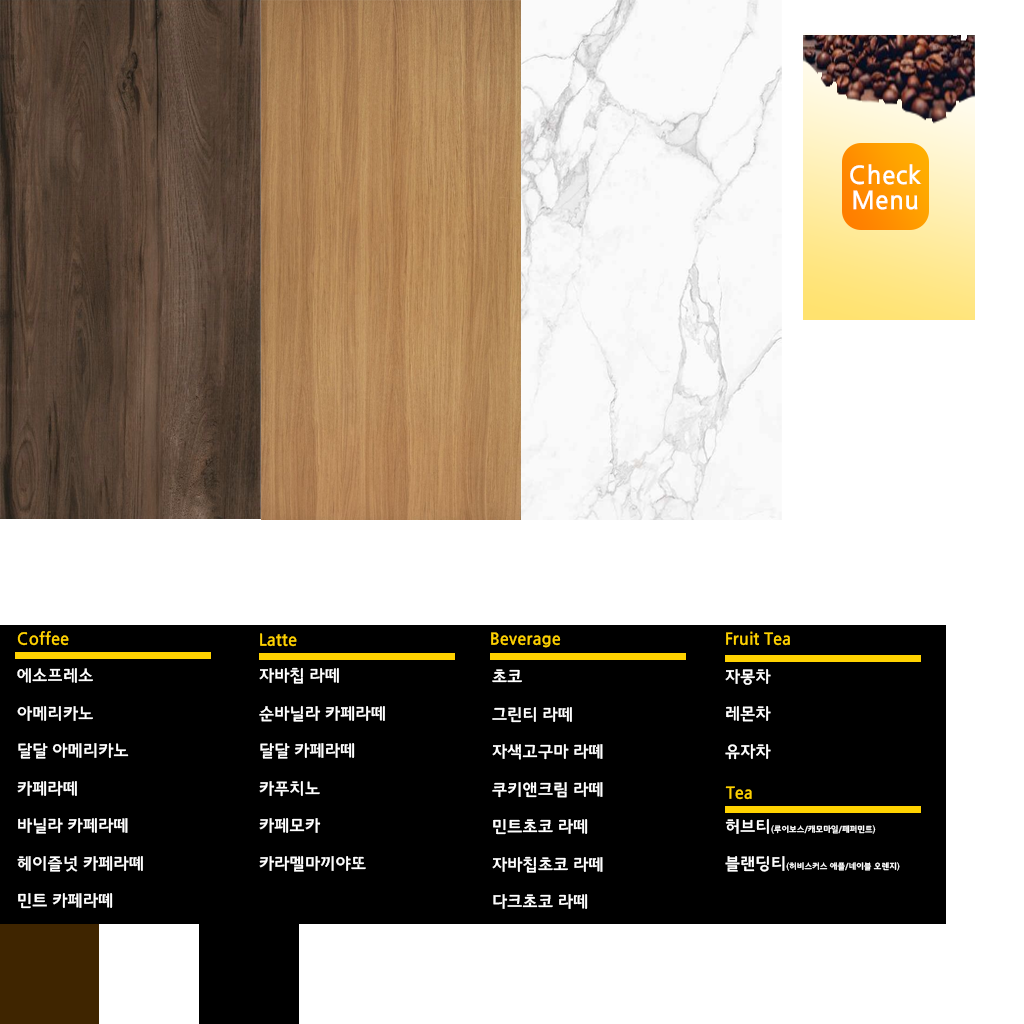 Check
Menu
Coffee
에소프레소
아메리카노
달달 아메리카노
카페라떼
바닐라 카페라떼
헤이즐넛 카페라떼
민트 카페라떼
Latte
자바칩 라떼
순바닐라 카페라떼
달달 카페라떼
카푸치노
카페모카
카라멜마끼야또
Beverage
초코
그린티 라떼
자색고구마 라떼
쿠키앤크림 라떼
민트초코 라떼
자바칩초코 라떼
다크초코 라떼
Fruit Tea
자몽차
레몬차
유자차
Tea
허브티(루이보스/캐모마일/페퍼민트)
블랜딩티(히비스커스 애플/네이블 오렌지)